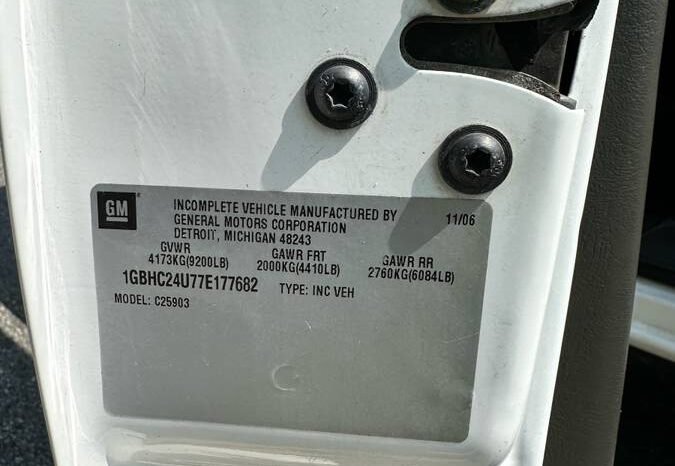 GM
INCOMPLETE VEHICLE MANUFACTURED BY 11/06
GENERAL MOTORS CORPORATION
DETROIT, MICHIGAN 48243
GVWR GAWR FRT GAWR RR
4173KG(9200LB) 2000KG(4410LB) 2760KG(6084LB)
1GBHC24U77E177682 TYPE: INC VEH
MODEL: C25903